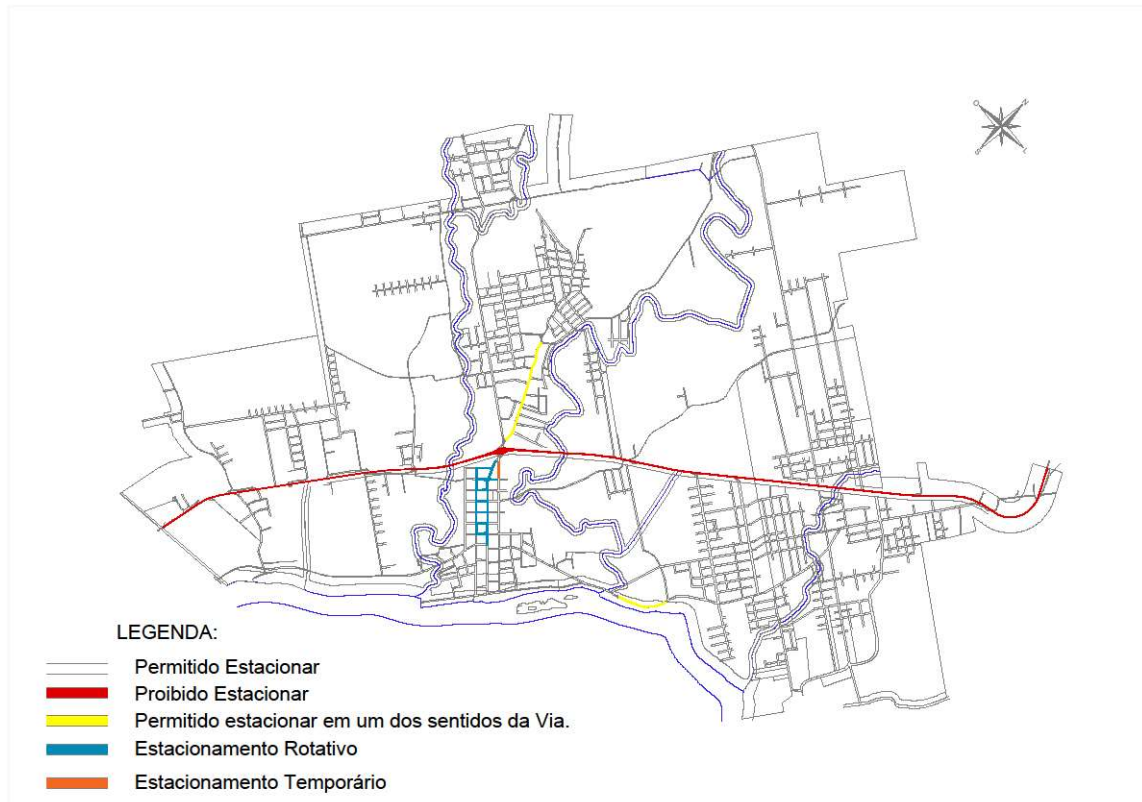 O
N
S
L
LEGENDA:
Permitido Estacionar
Proibido Estacionar
Permitido estacionar em um dos sentidos da Via.
Estacionamento Rotativo
Estacionamento Temporário